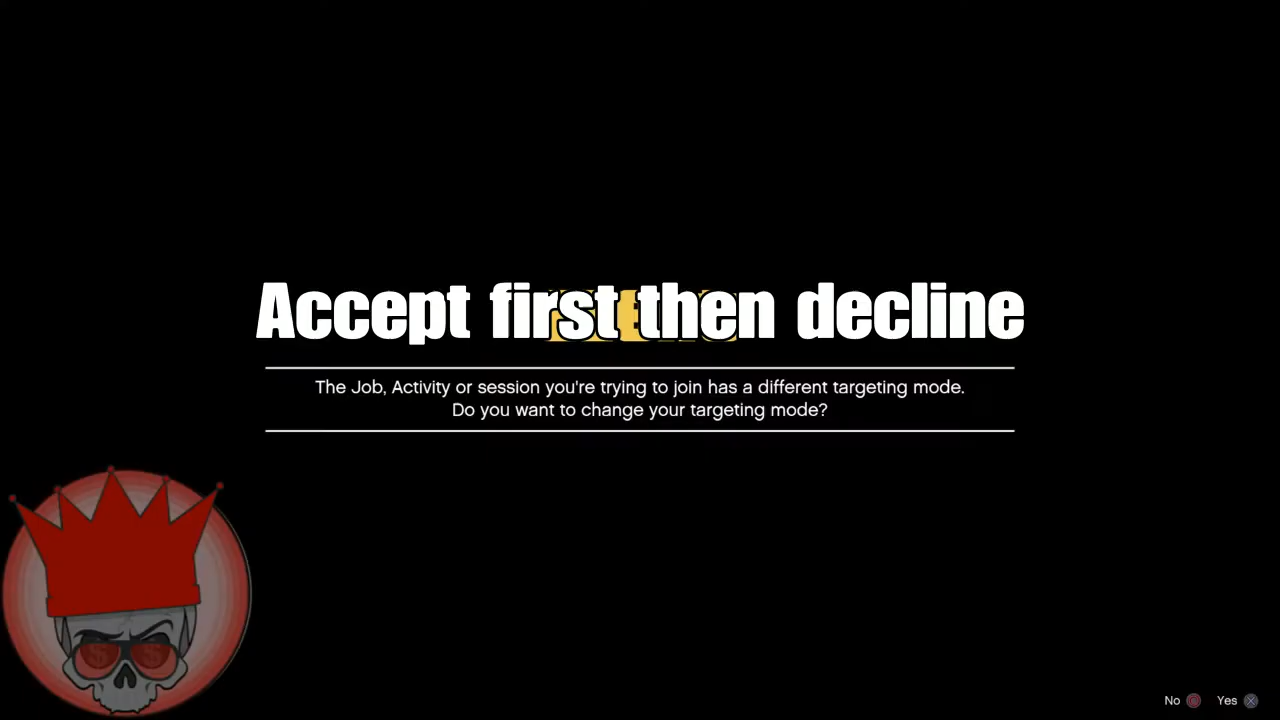 Accept first then decline
The Job, Activity or session you're trying to join has a different targeting mode.
Do you want to change your targeting mode?
No Yes